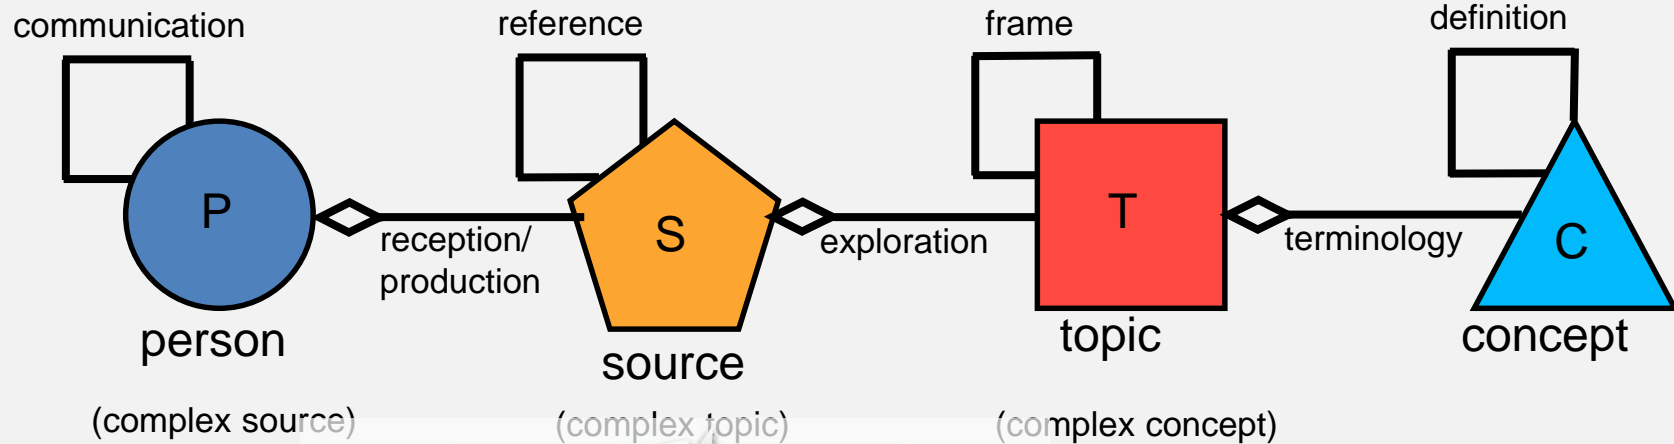 communication
reference
frame
definition
P
S
T
C
reception/
production
exploration
terminology
person
source
topic
concept
(complex source)
(complex topic)
(complex concept)